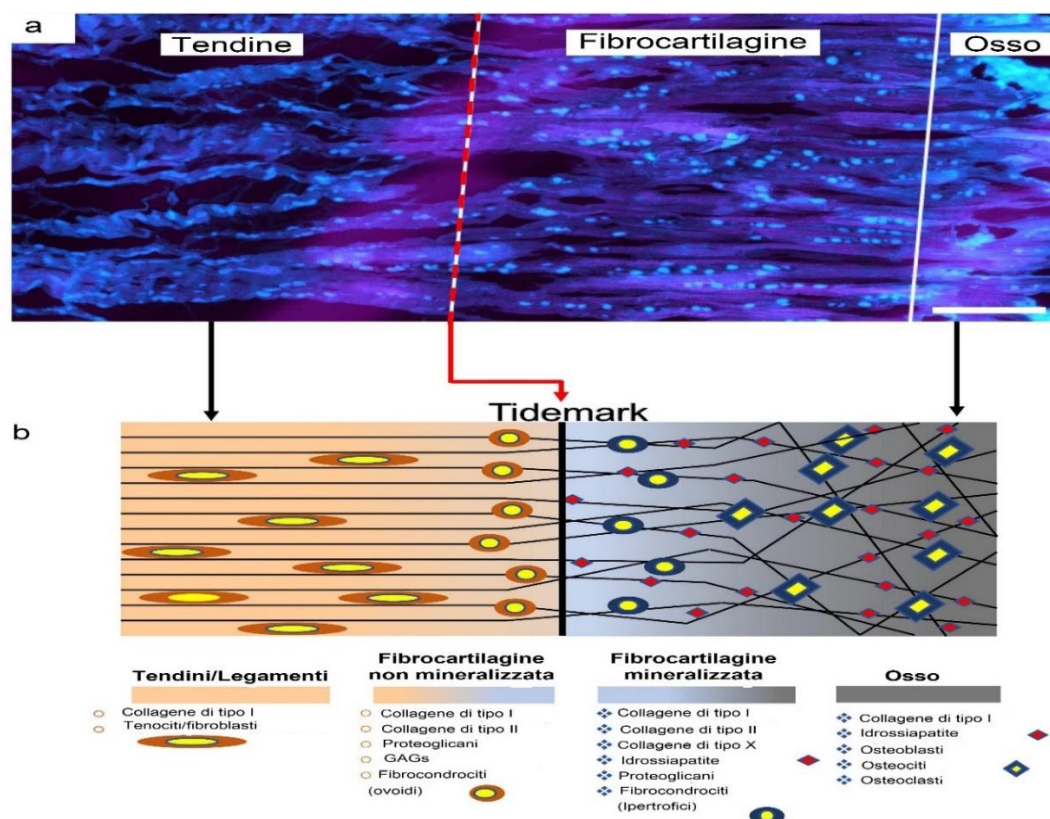 a
Tendine
Fibrocartilagine
Osso
Tidemark
b
Tendini/Legamenti
Collagene di tipo I
Tenociti/fibroblasti
Fibrocartilagine
non mineralizzata
Collagene di tipo I
Collagene di tipo II
Proteoglicani
GAGs
Fibrocondrociti
(ovoidi)
Fibrocartilagine
mineralizzata
Collagene di tipo I
Collagene di tipo II
Collagene di tipo X
Idrossiapatite
Proteoglicani
Fibrocondrociti
(Ipertrofici)
Osso
Collagene di tipo I
Idrossiapatite
Osteoblasti
Osteociti
Osteoclasti